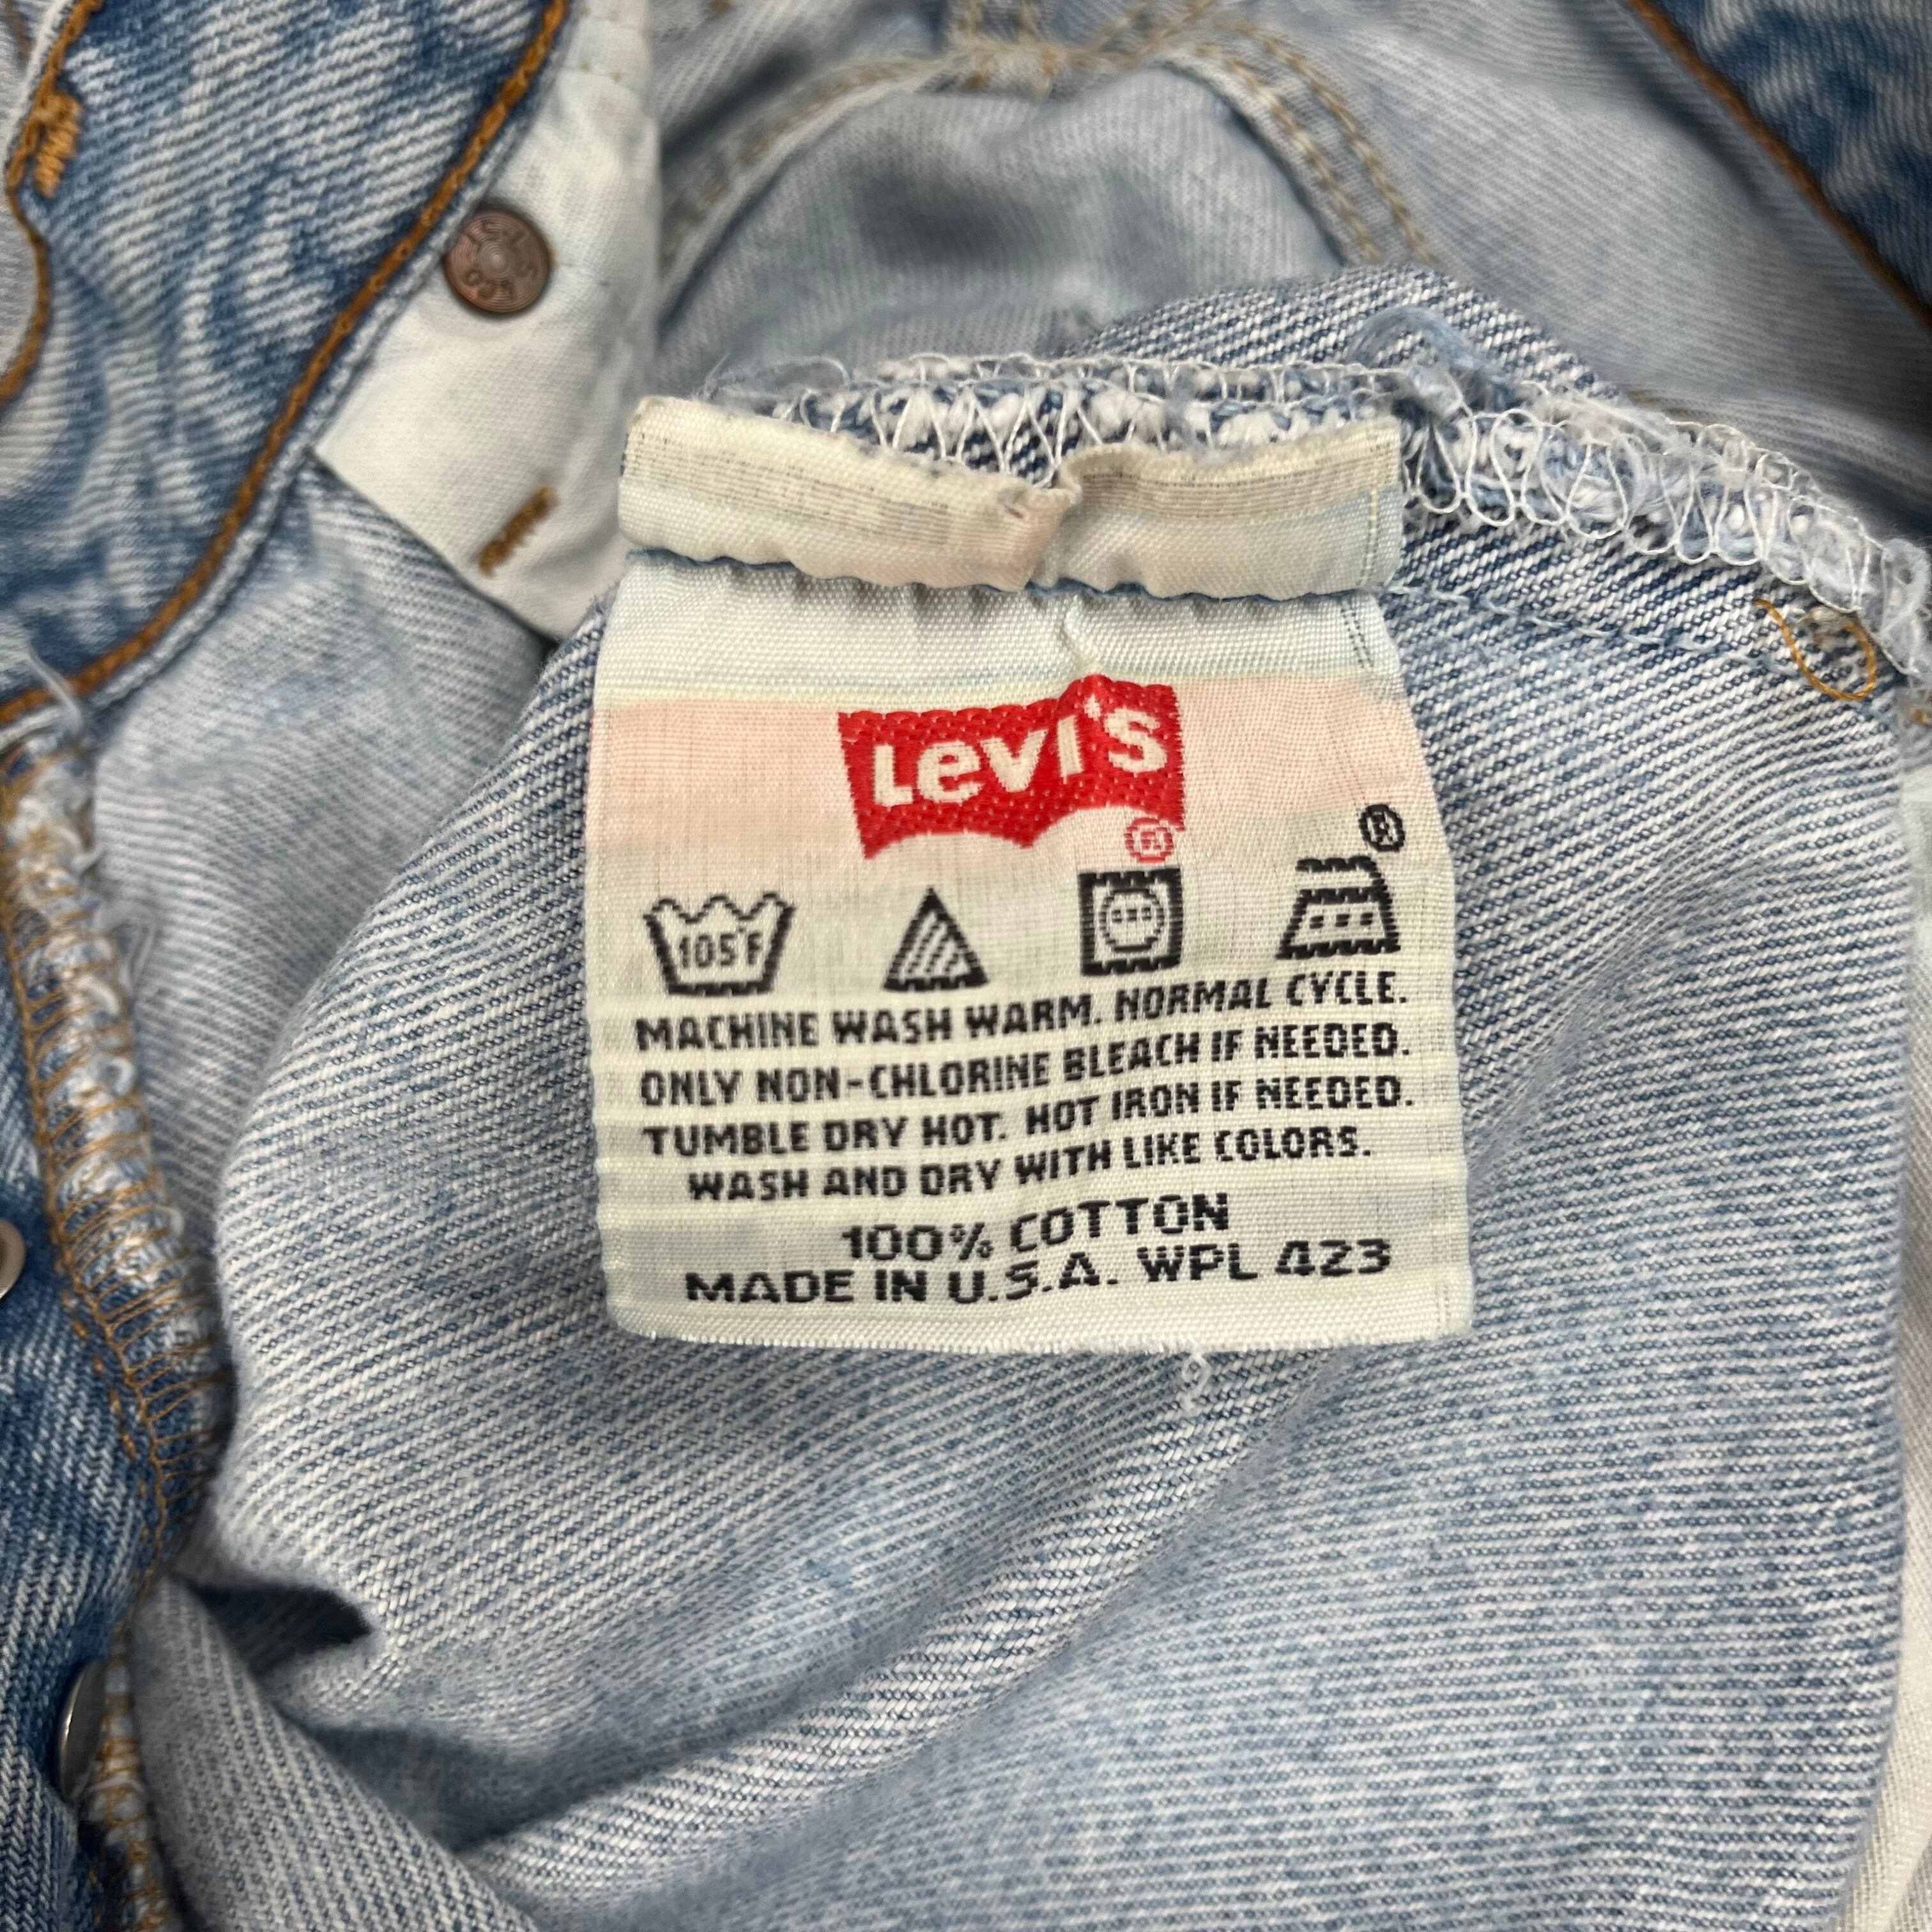 Levi's ®
®
105°F
MACHINE WASH WARM. NORMAL CYCLE.
ONLY NON-CHLORINE BLEACH IF NEEDED.
TUMBLE DRY HOT. HOT IRON IF NEEDED.
WASH AND DRY WITH LIKE COLORS.
100% COTTON
MADE IN U.S.A. WPL 423